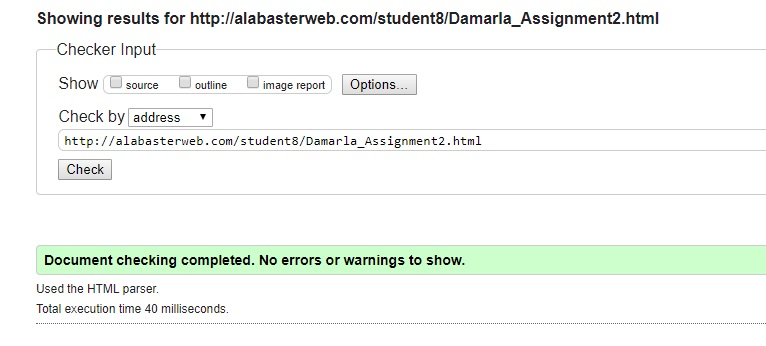 Showing results for http://alabasterweb.com/student8/Damarla_Assignment2.html
Checker Input
Show source outline image report Options...
Check by address
http://alabasterweb.com/student8/Damarla_Assignment2.html
Check
Document checking completed. No errors or warnings to show.
Used the HTML parser.
Total execution time 40 milliseconds.